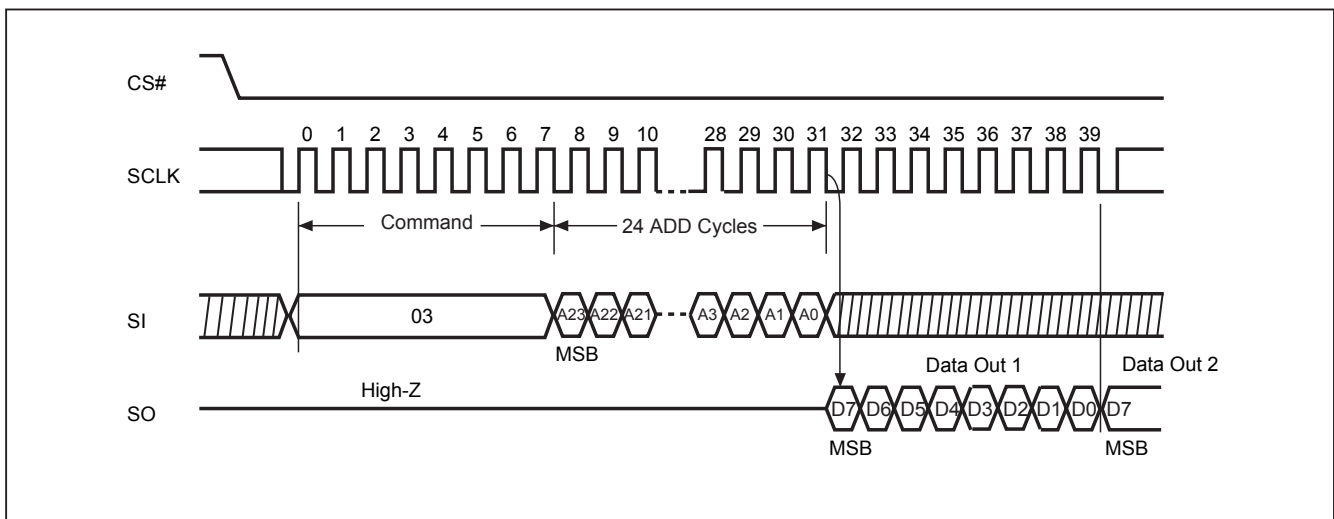 CS#
0 1 2 3 4 5 6 7 8 9 10 28 29 30 31 32 33 34 35 36 37 38 39
SCLK
Command
24 ADD Cycles
SI
03
A23 A22 A21 A3 A2 A1 A0
MSB
Data Out 1
Data Out 2
High-Z
SO
D7 D6 D5 D4 D3 D2 D1 D0 D7
MSB
MSB